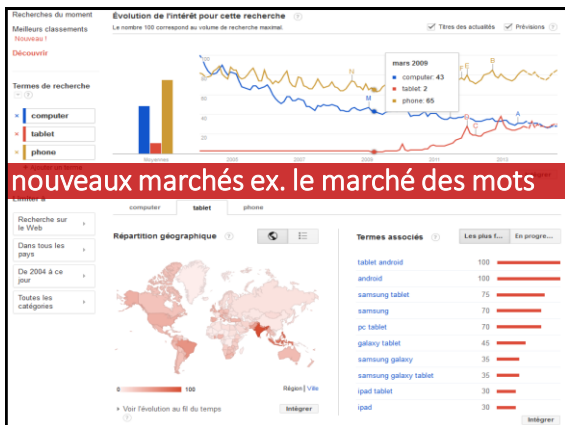 Recherches du moment
Meilleurs classements
Nouveau !
Découvrir
Termes de recherche
computer
tablet
phone
Évolution de l'intérêt pour cette recherche
Le nombre 100 correspond au volume de recherche maximal.
Titres des actualités
Prévisions
100
80
60
40
20
mars 2009
computer: 43
tablet 2
phone: 65
Moyennes
2005
2007
2009
2011
2013
nouveaux marchés ex. le marché des mots
Recherche sur
le Web
Dans tous les
pays
De 2004 à ce
jour
Toutes les
catégories
computer
tablet
phone
Répartition géographique
0
100
Région | Ville
Voir l'évolution au fil du temps
Intégrer
Termes associés
Les plus f...
En progre...
tablet android 100
android 100
samsung tablet 75
samsung 70
pc tablet 70
galaxy tablet 45
samsung galaxy 35
samsung galaxy tablet 35
ipad tablet 30
ipad 30
Intégrer